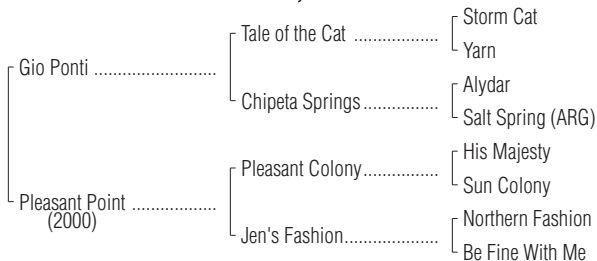 Storm Cat
Tale of the Cat ..................
Yarn
Gio Ponti ..........................
Alydar
Chipeta Springs................
Salt Spring (ARG)
His Majesty
Pleasant Colony................
Sun Colony
Pleasant Point ..................
(2000)
Northern Fashion
Jen's Fashion....................
Be Fine With Me